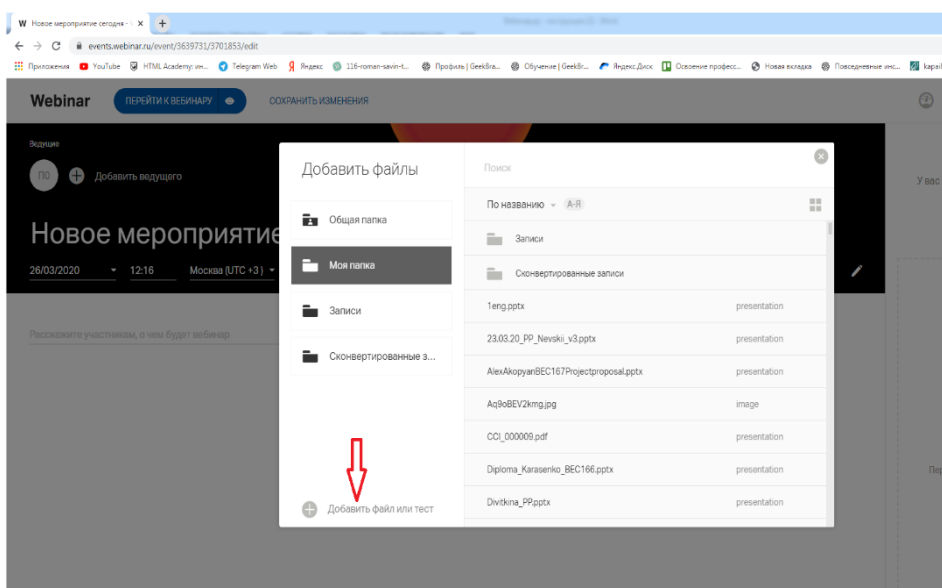 W Новое мероприятие сегодня -
events.webinar.ru/event/3639731/3701853/edit
Приложения YouTube HTML Academy: ин... Telegram Web Яндекс 116-roman-savin-t... Профиль | GeekBra... Обучение | GeekBr... Яндекс.Диск Освоение професс... Новая вкладка Повседневные инс...
Webinar ПЕРЕЙТИ К ВЕБИНАРУ СОХРАНИТЬ ИЗМЕНЕНИЯ
Ведущие
ПО Добавить ведущего
У вас
Новое мероприятие
26/03/2020 12:16 Москва (UTC +3)
Расскажите участникам, о чем будет вебинар
Добавить файлы
Общая папка
Моя папка
Записи
Сконвертированные з...
Добавить файл или тест
Поиск
По названию А-Я
Записи
Сконвертированные записи
1eng.pptx presentation
23.03.20_PP_Nevskii_v3.pptx presentation
AlexAkopyanBEC167Projectproposal.pptx presentation
Aq9oBEV2kmg.jpg image
CCI_000009.pdf presentation
Diploma_Karasenko_BEC166.pptx presentation
Divitkina_PP.pptx presentation